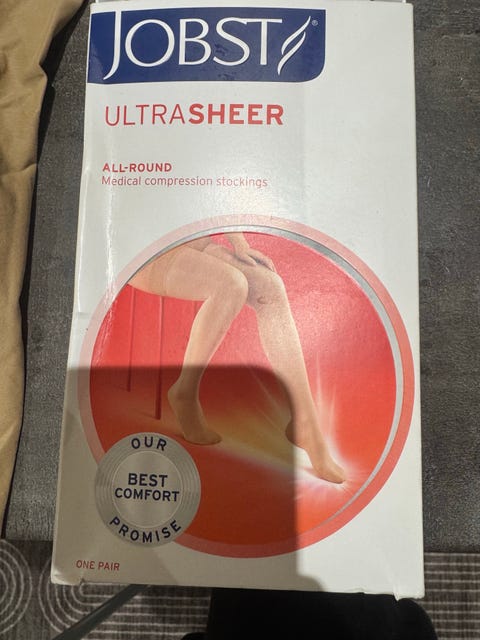 JOBST®
ULTRASHEER
ALL-ROUND
Medical compression stockings
OUR
BEST
COMFORT
PROMISE
ONE PAIR